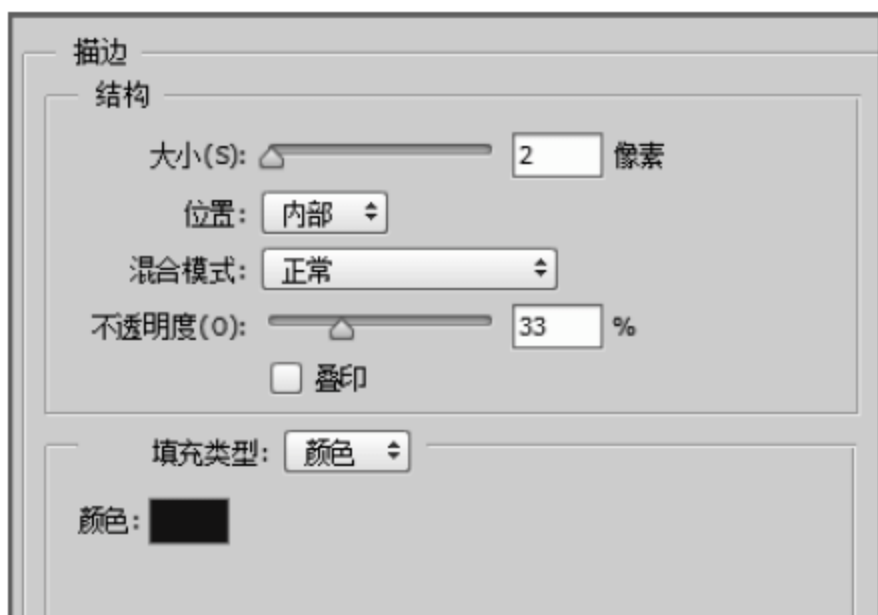 描边
结构
大小(S): 2 像素
位置: 内部
混合模式: 正常
不透明度(O): 33 %
叠印
填充类型: 颜色
颜色: